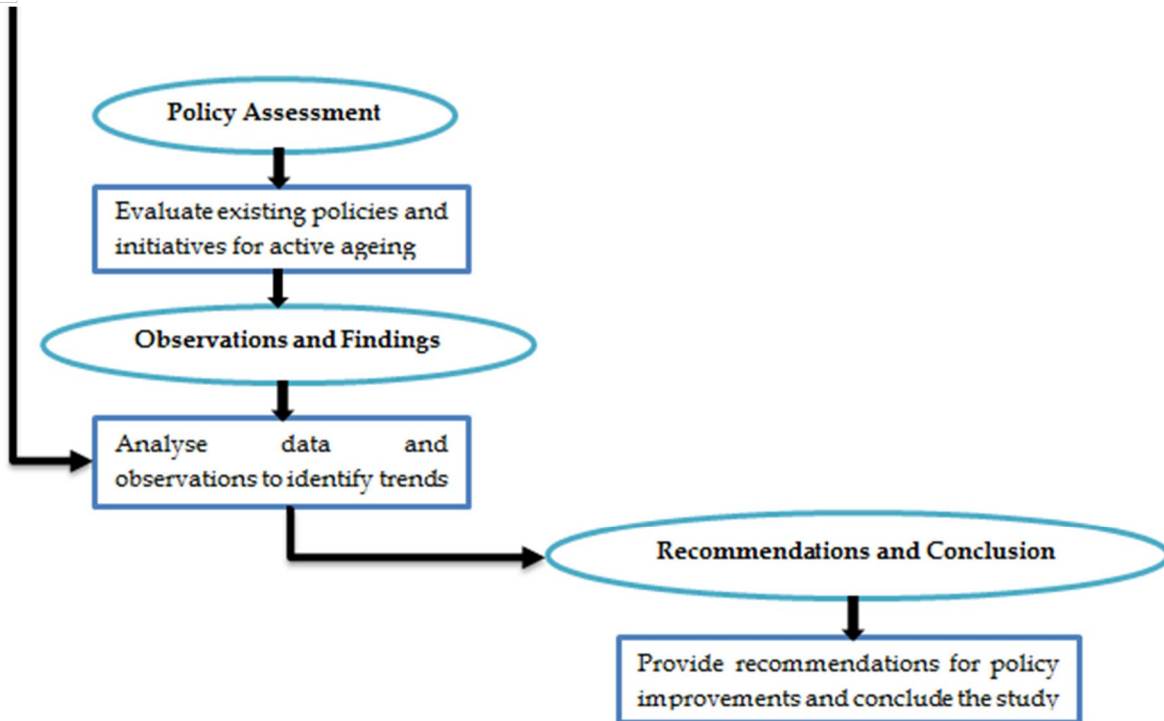 Policy Assessment
Evaluate existing policies and
initiatives for active ageing
Observations and Findings
Analyse data and
observations to identify trends
Recommendations and Conclusion
Provide recommendations for policy
improvements and conclude the study